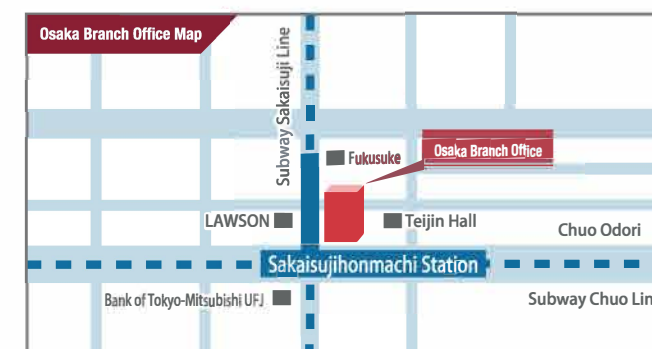 Osaka Branch Office Map
Subway Sakaisuji Line
Fukusuke
Osaka Branch Office
LAWSON
Teijin Hall
Chuo Odori
Sakaisujihonmachi Station
Bank of Tokyo-Mitsubishi UFJ
Subway Chuo Lin